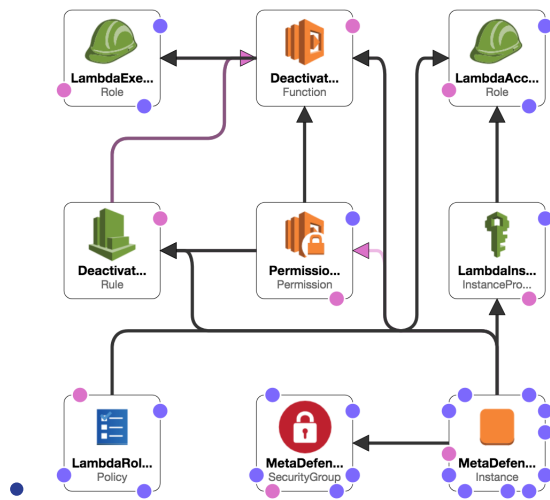 LambdaExe...
Role
Deactivat...
Function
LambdaAcc...
Role
Deactivat...
Rule
Permissio...
Permission
LambdaIns...
InstancePro...
LambdaRol...
Policy
MetaDefen...
SecurityGroup
MetaDefen...
Instance